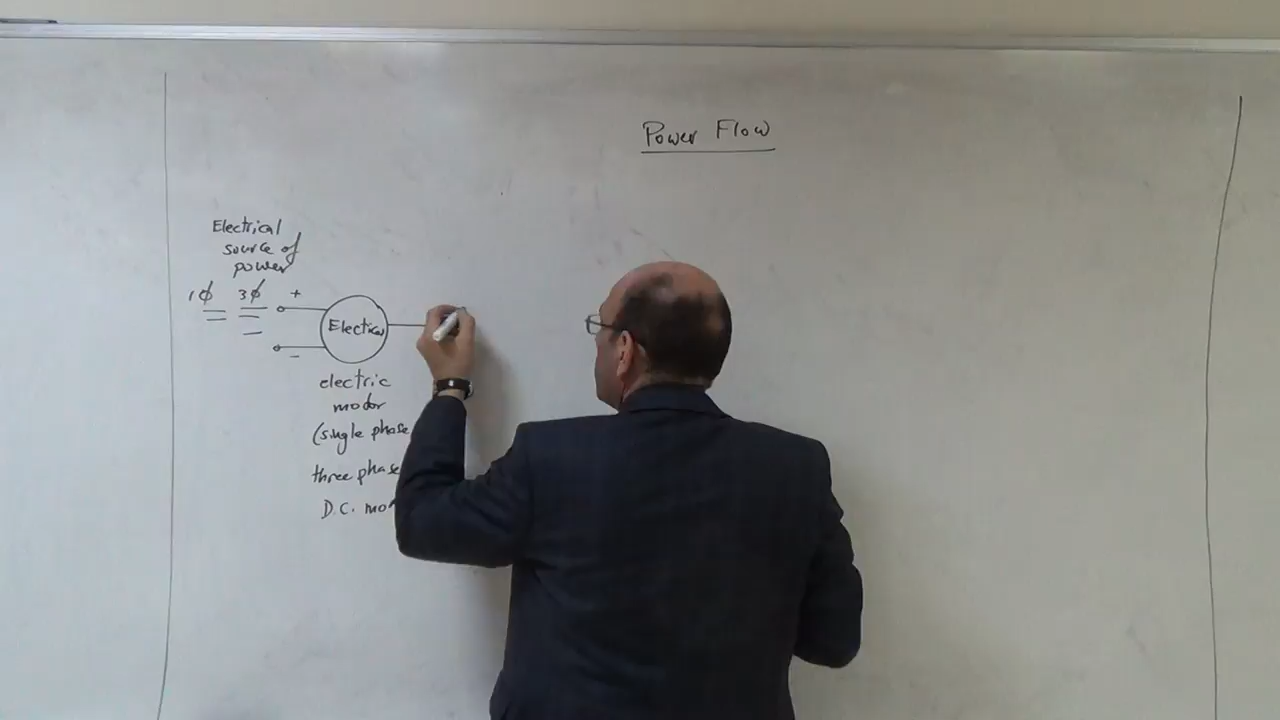 Power Flow
Electrical
source of
power
1ϕ 3ϕ +
−
Electrical
electric
motor
(single phase
three phase
D.C. mo